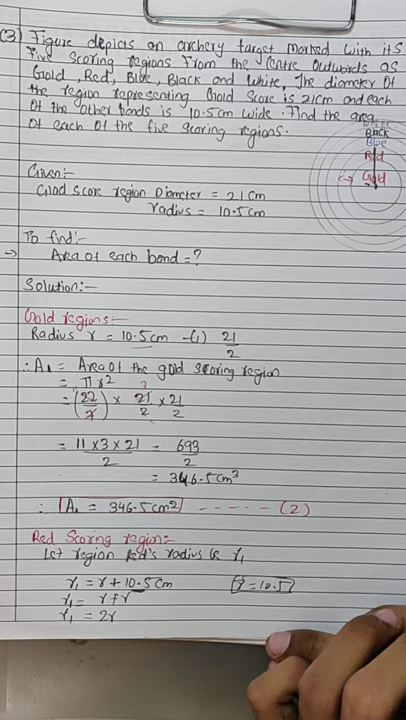 (3) Figure depicts an archery target marked with its
Five scoring regions From the Centre Outwards as
Gold, Red, Blue, Black and White, The diameter Of
the region representing Gold Score is 21cm and each
Of the Other bands is 10.5cm wide. Find the area
Of each Of the five Scoring regions.
White
Black
Blue
Red
Gold
Given:-
Gold Score region Diameter = 21cm
radius = 10.5cm
To find:-
→ Area of each band = ?
Solution:-
Gold regions:-
Radius r = 10.5cm -(1) 21/2
∴ A₁ = Area Of the gold scoring region
= πr²
= (22/7) × 21/2 × 21/2
3
= 11×3×21/2 = 693/2
= 346.5cm³
∴ A₁ = 346.5cm² ----- (2)
Red Scoring region:-
Let region Red's radius be r₁
r₁ = r + 10.5cm r = 10.5
r₁ = r + r
r₁ = 2r